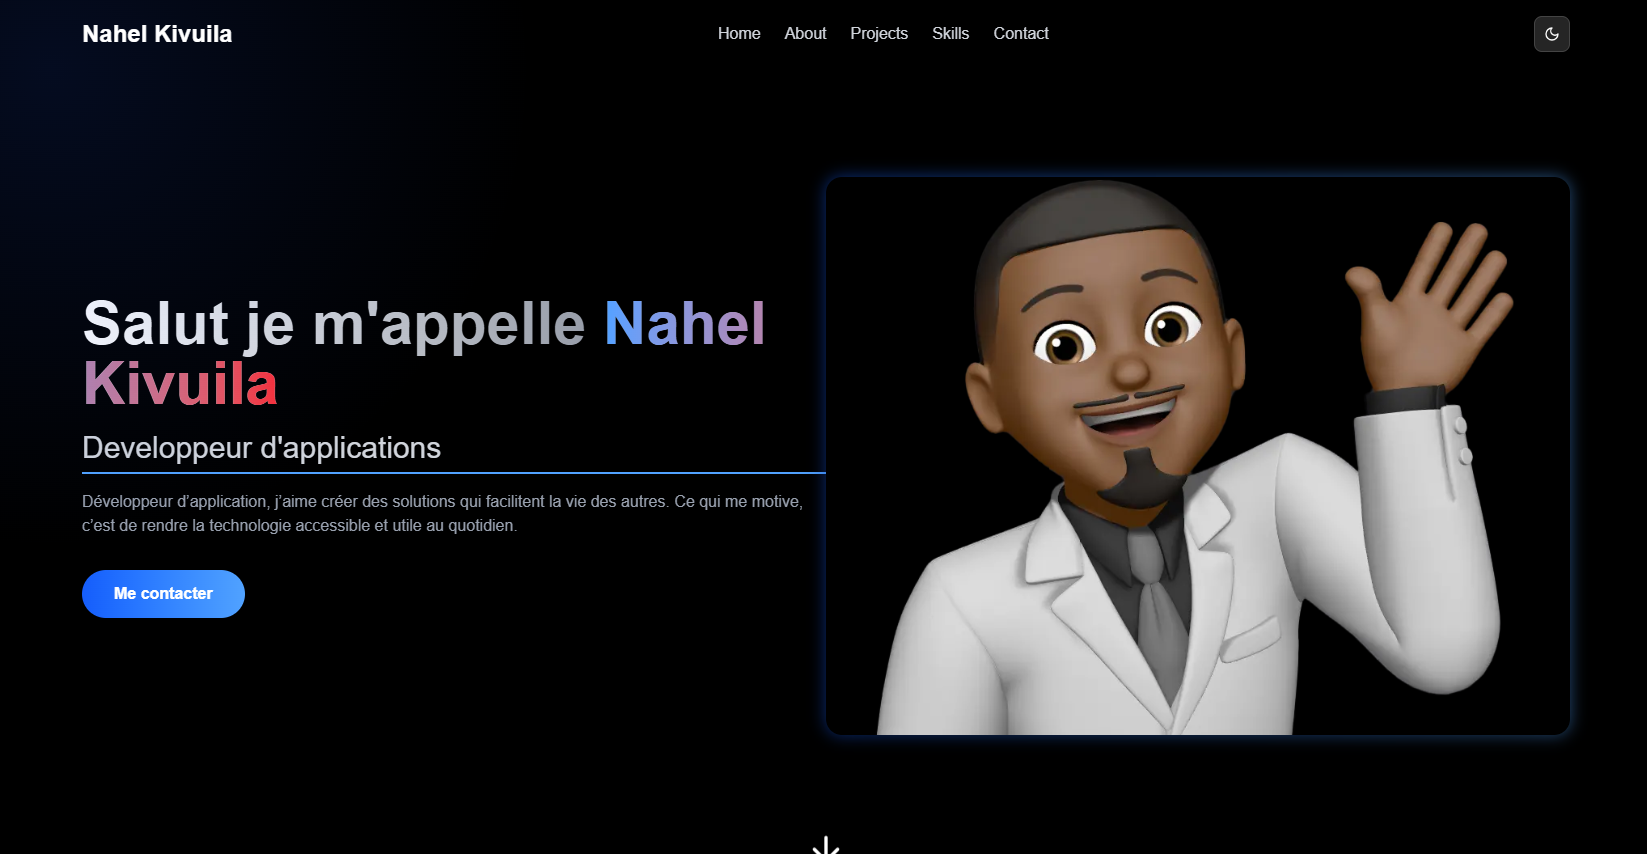 Nahel Kivuila
Home About Projects Skills Contact
Salut je m'appelle Nahel
Kivuila
Developpeur d'applications
Développeur d’application, j’aime créer des solutions qui facilitent la vie des autres. Ce qui me motive,
c’est de rendre la technologie accessible et utile au quotidien.
Me contacter